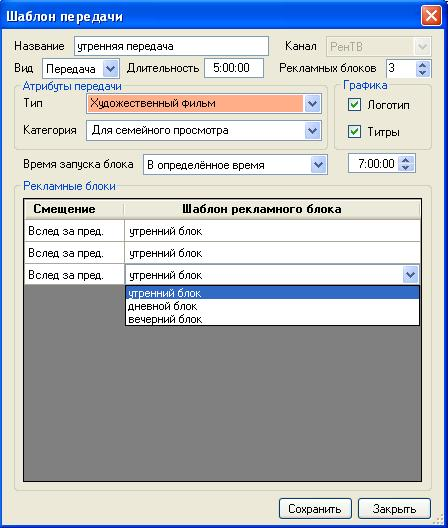 Шаблон передачи
Название утренняя передача Канал РенТВ
Вид Передача Длительность 5:00:00 Рекламных блоков 3
Атрибуты передачи Графика
Тип Художественный фильм Логотип
Категория Для семейного просмотра Титры
Время запуска блока В определённое время 7:00:00
Рекламные блоки
Смещение Шаблон рекламного блока
Вслед за пред. утренний блок
Вслед за пред. утренний блок
Вслед за пред. утренний блок
утренний блок
дневной блок
вечерний блок
Сохранить Закрыть